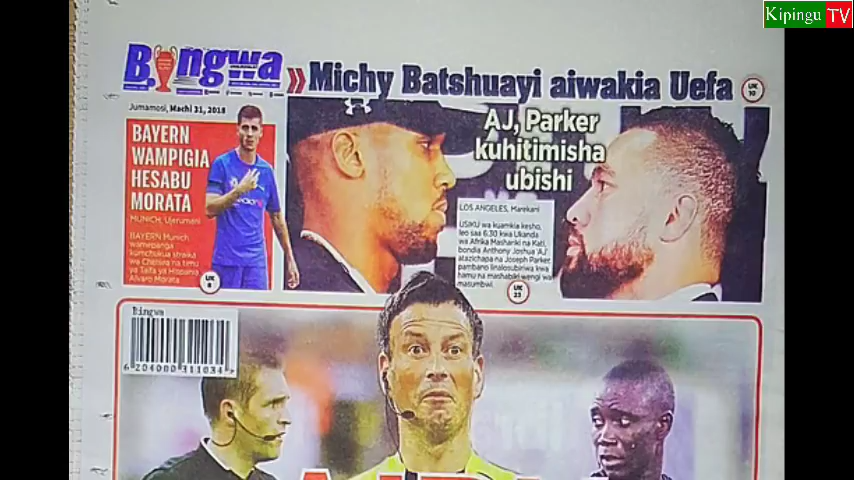 Kipingu TV
Bingwa
Michy Batshuayi aiwakia Uefa
UK
10
Jumamosi, Machi 31, 2018
BAYERN
WAMPIGIA
HESABU
MORATA
MUNICH, Ujerumani
BAYERN Munich
wamepanga
kumchukua straika
wa Chelsea na timu
ya Taifa ya Hispania
Alvaro Morata
UK
8
AJ, Parker
kuhitimisha
ubishi
LOS ANGELES, Marekani
USIKU wa kuamkia kesho,
leo saa 6:30 kwa Ukanda
wa Afrika Mashariki na Kati,
bondia Anthony Joshua 'AJ'
atazichapa na Joseph Parker,
pambano linalosubiriwa kwa
hamu na mashabiki wengi wa
masumbwi.
UK
23
Bingwa
6 204000 311034